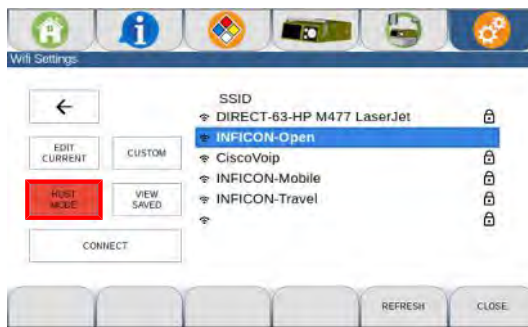 Wifi Settings
SSID
DIRECT-63-HP M477 LaserJet
INFICON-Open
EDIT
CURRENT
CUSTOM
CiscoVoip
INFICON-Mobile
HOST
MODE
VIEW
SAVED
INFICON-Travel
CONNECT
REFRESH
CLOSE